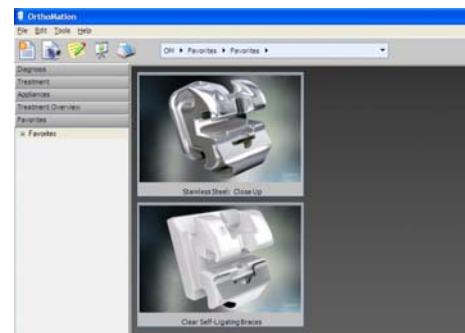 OrthoMation
File Edit Tools Help
OM ▸ Favorites ▸ Favorites ▸
Diagnosis
Treatment
Appliances
Treatment Overview
Favorites
Favorites
Stainless Steel: Close Up
Clear Self-Ligating Braces